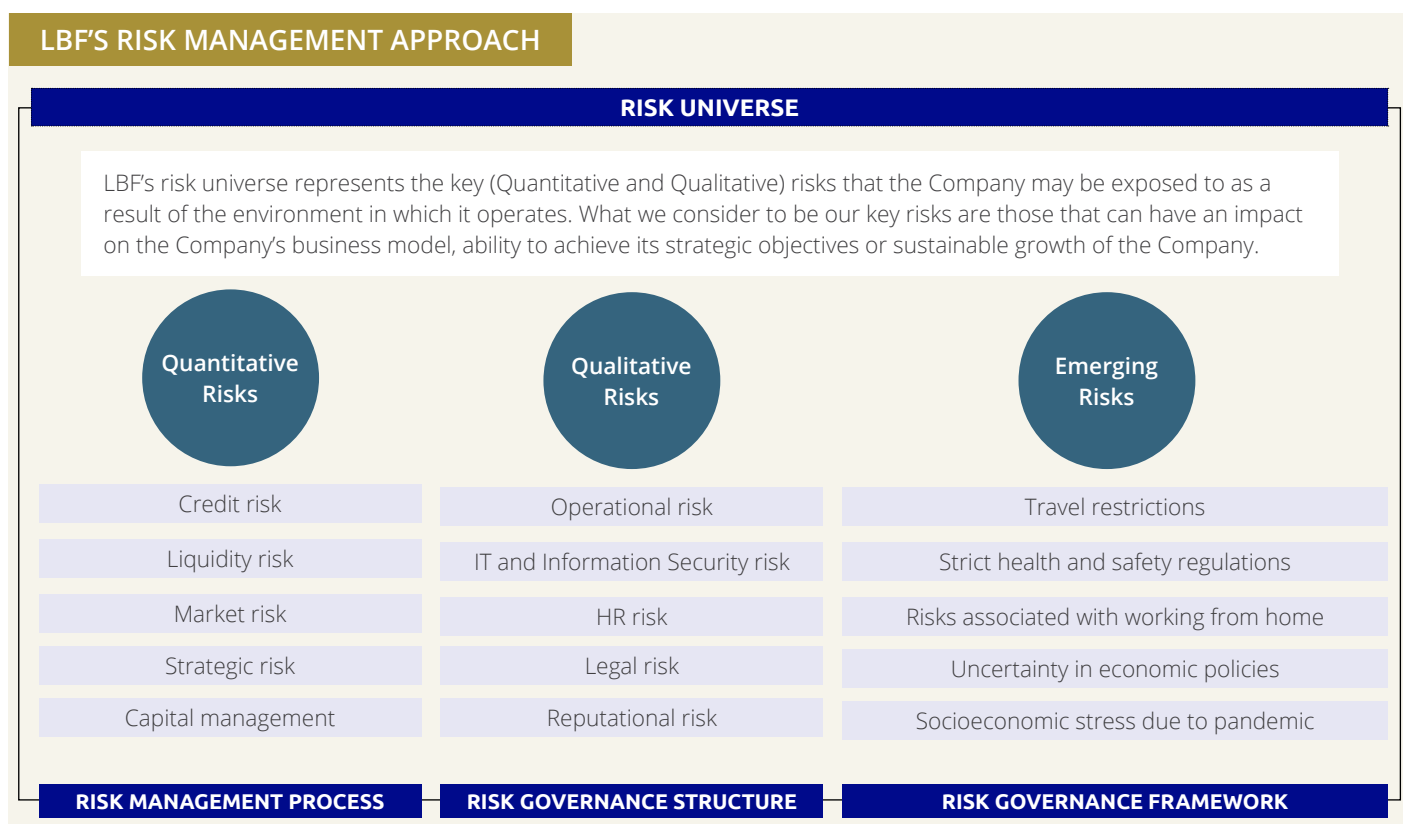 LBF'S RISK MANAGEMENT APPROACH
RISK UNIVERSE
LBF's risk universe represents the key (Quantitative and Qualitative) risks that the Company may be exposed to as a
result of the environment in which it operates. What we consider to be our key risks are those that can have an impact
on the Company's business model, ability to achieve its strategic objectives or sustainable growth of the Company.
Quantitative
Risks
Credit risk
Liquidity risk
Market risk
Strategic risk
Capital management
Qualitative
Risks
Operational risk
IT and Information Security risk
HR risk
Legal risk
Reputational risk
Emerging
Risks
Travel restrictions
Strict health and safety regulations
Risks associated with working from home
Uncertainty in economic policies
Socioeconomic stress due to pandemic
RISK MANAGEMENT PROCESS
RISK GOVERNANCE STRUCTURE
RISK GOVERNANCE FRAMEWORK